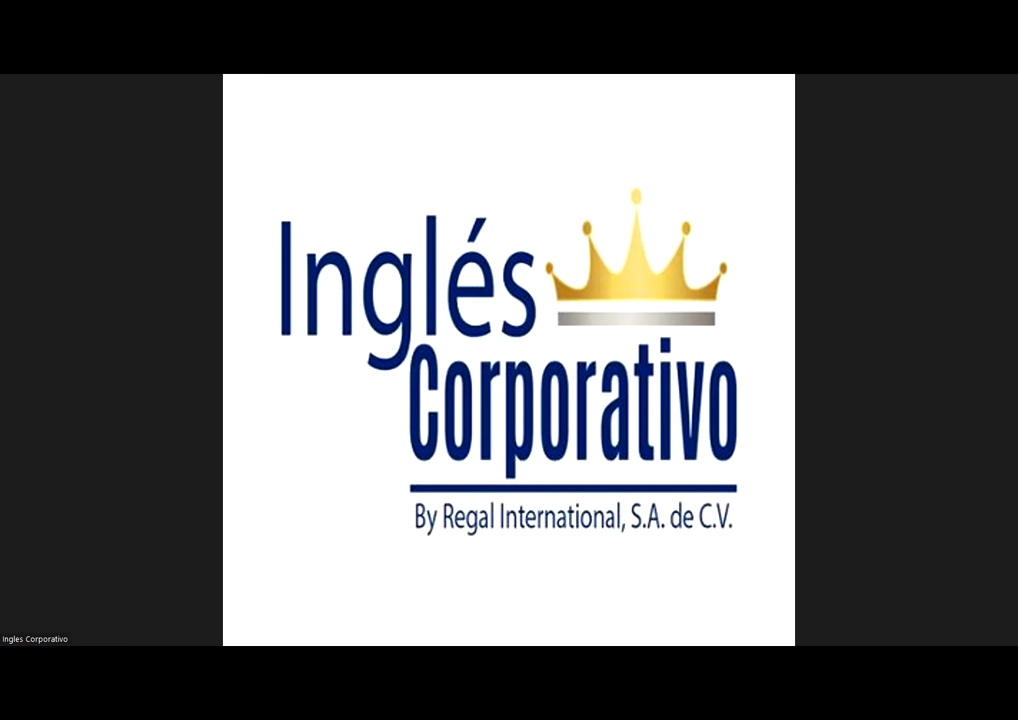 Inglés
Corporativo
By Regal International, S.A. de C.V.
Ingles Corporativo